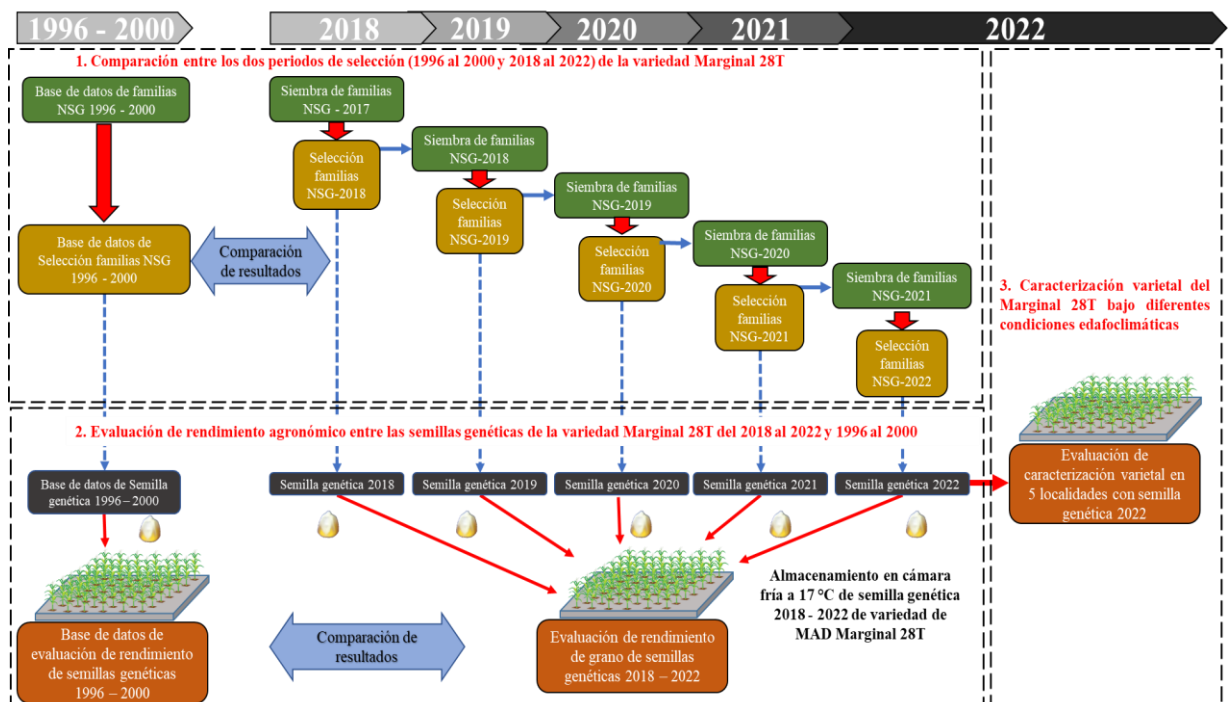 1996 - 2000
2018
2019
2020
2021
2022
1. Comparación entre los dos periodos de selección (1996 al 2000 y 2018 al 2022) de la variedad Marginal 28T
Base de datos de familias
NSG 1996 - 2000
Base de datos de
Selección familias NSG
1996 - 2000
Comparación
de resultados
Siembra de familias
NSG - 2017
Selección
familias
NSG-2018
Siembra de familias
NSG-2018
Selección
familias
NSG-2019
Siembra de familias
NSG-2019
Selección
familias
NSG-2020
Siembra de familias
NSG-2020
Selección
familias
NSG-2021
Siembra de familias
NSG-2021
Selección
familias
NSG-2022
2. Evaluación de rendimiento agronómico entre las semillas genéticas de la variedad Marginal 28T del 2018 al 2022 y 1996 al 2000
Base de datos de Semilla
genética 1996 – 2000
Semilla genética 2018
Semilla genética 2019
Semilla genética 2020
Semilla genética 2021
Semilla genética 2022
Base de datos de
evaluación de rendimiento
de semillas genéticas
1996 – 2000
Comparación de
resultados
Evaluación de rendimiento
de grano de semillas
genéticas 2018 – 2022
Almacenamiento en cámara
fría a 17 °C de semilla genética
2018 - 2022 de variedad de
MAD Marginal 28T
3. Caracterización varietal del
Marginal 28T bajo diferentes
condiciones edafoclimáticas
Evaluación de
caracterización varietal en
5 localidades con semilla
genética 2022